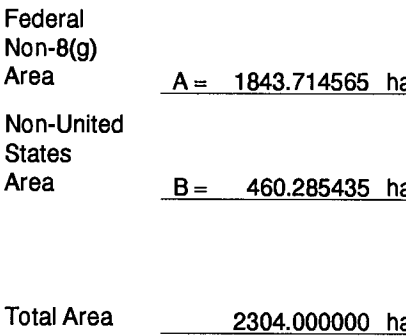 Federal
Non-8(g)
Area A = 1843.714565 ha
Non-United
States
Area B = 460.285435 ha
Total Area 2304.000000 ha